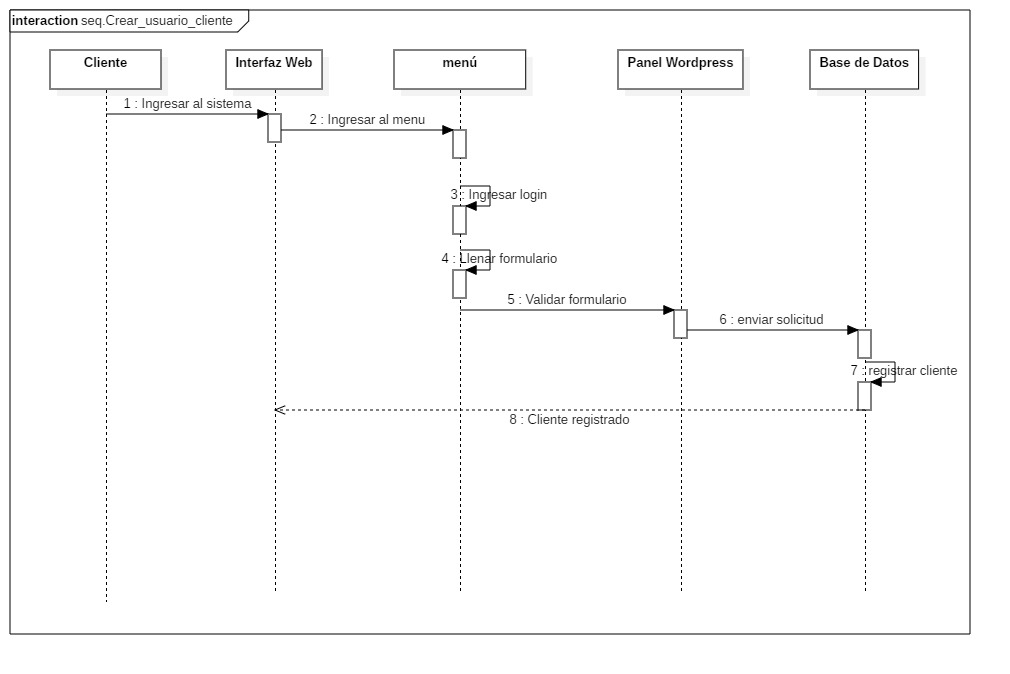 interaction seq.Crear_usuario_cliente
Cliente
Interfaz Web
menú
Panel Wordpress
Base de Datos
1 : Ingresar al sistema
2 : Ingresar al menu
3 : Ingresar login
4 : Llenar formulario
5 : Validar formulario
6 : enviar solicitud
7 : registrar cliente
8 : Cliente registrado